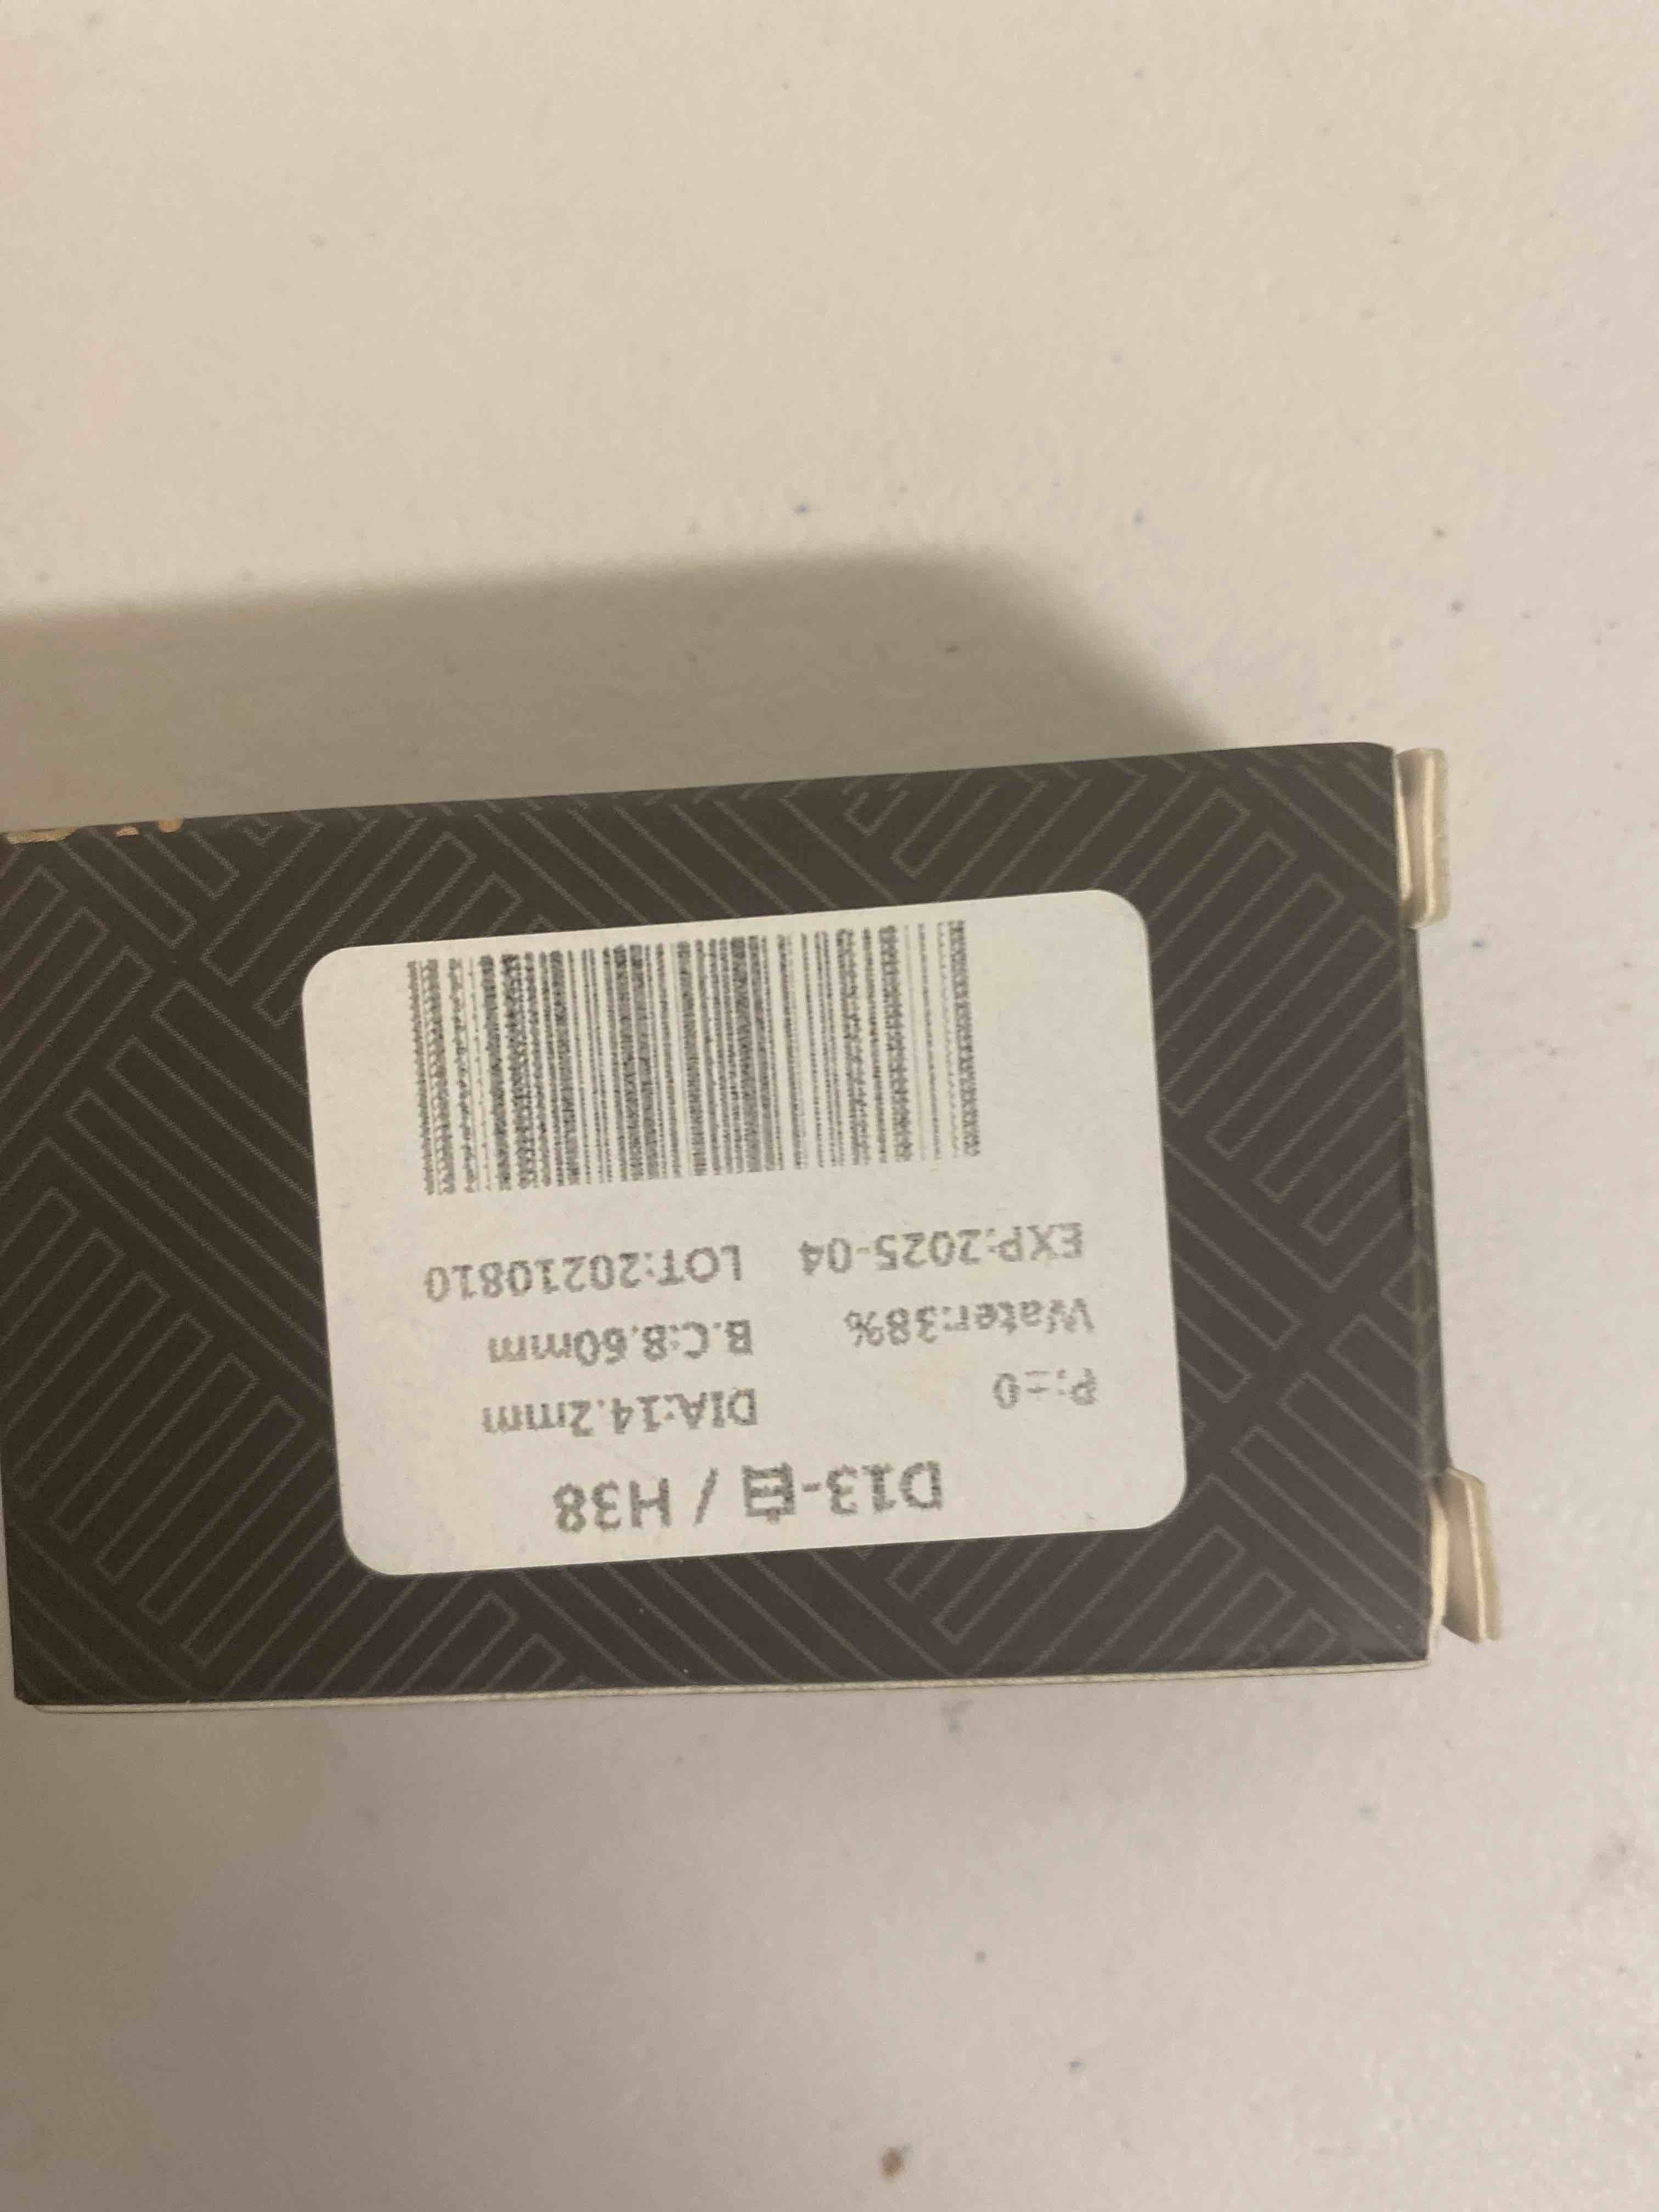 D13-白 / H38
P:±0 DIA:14.2mm
Water:38% B.C:8.60mm
EXP:2025-04 LOT:20210810